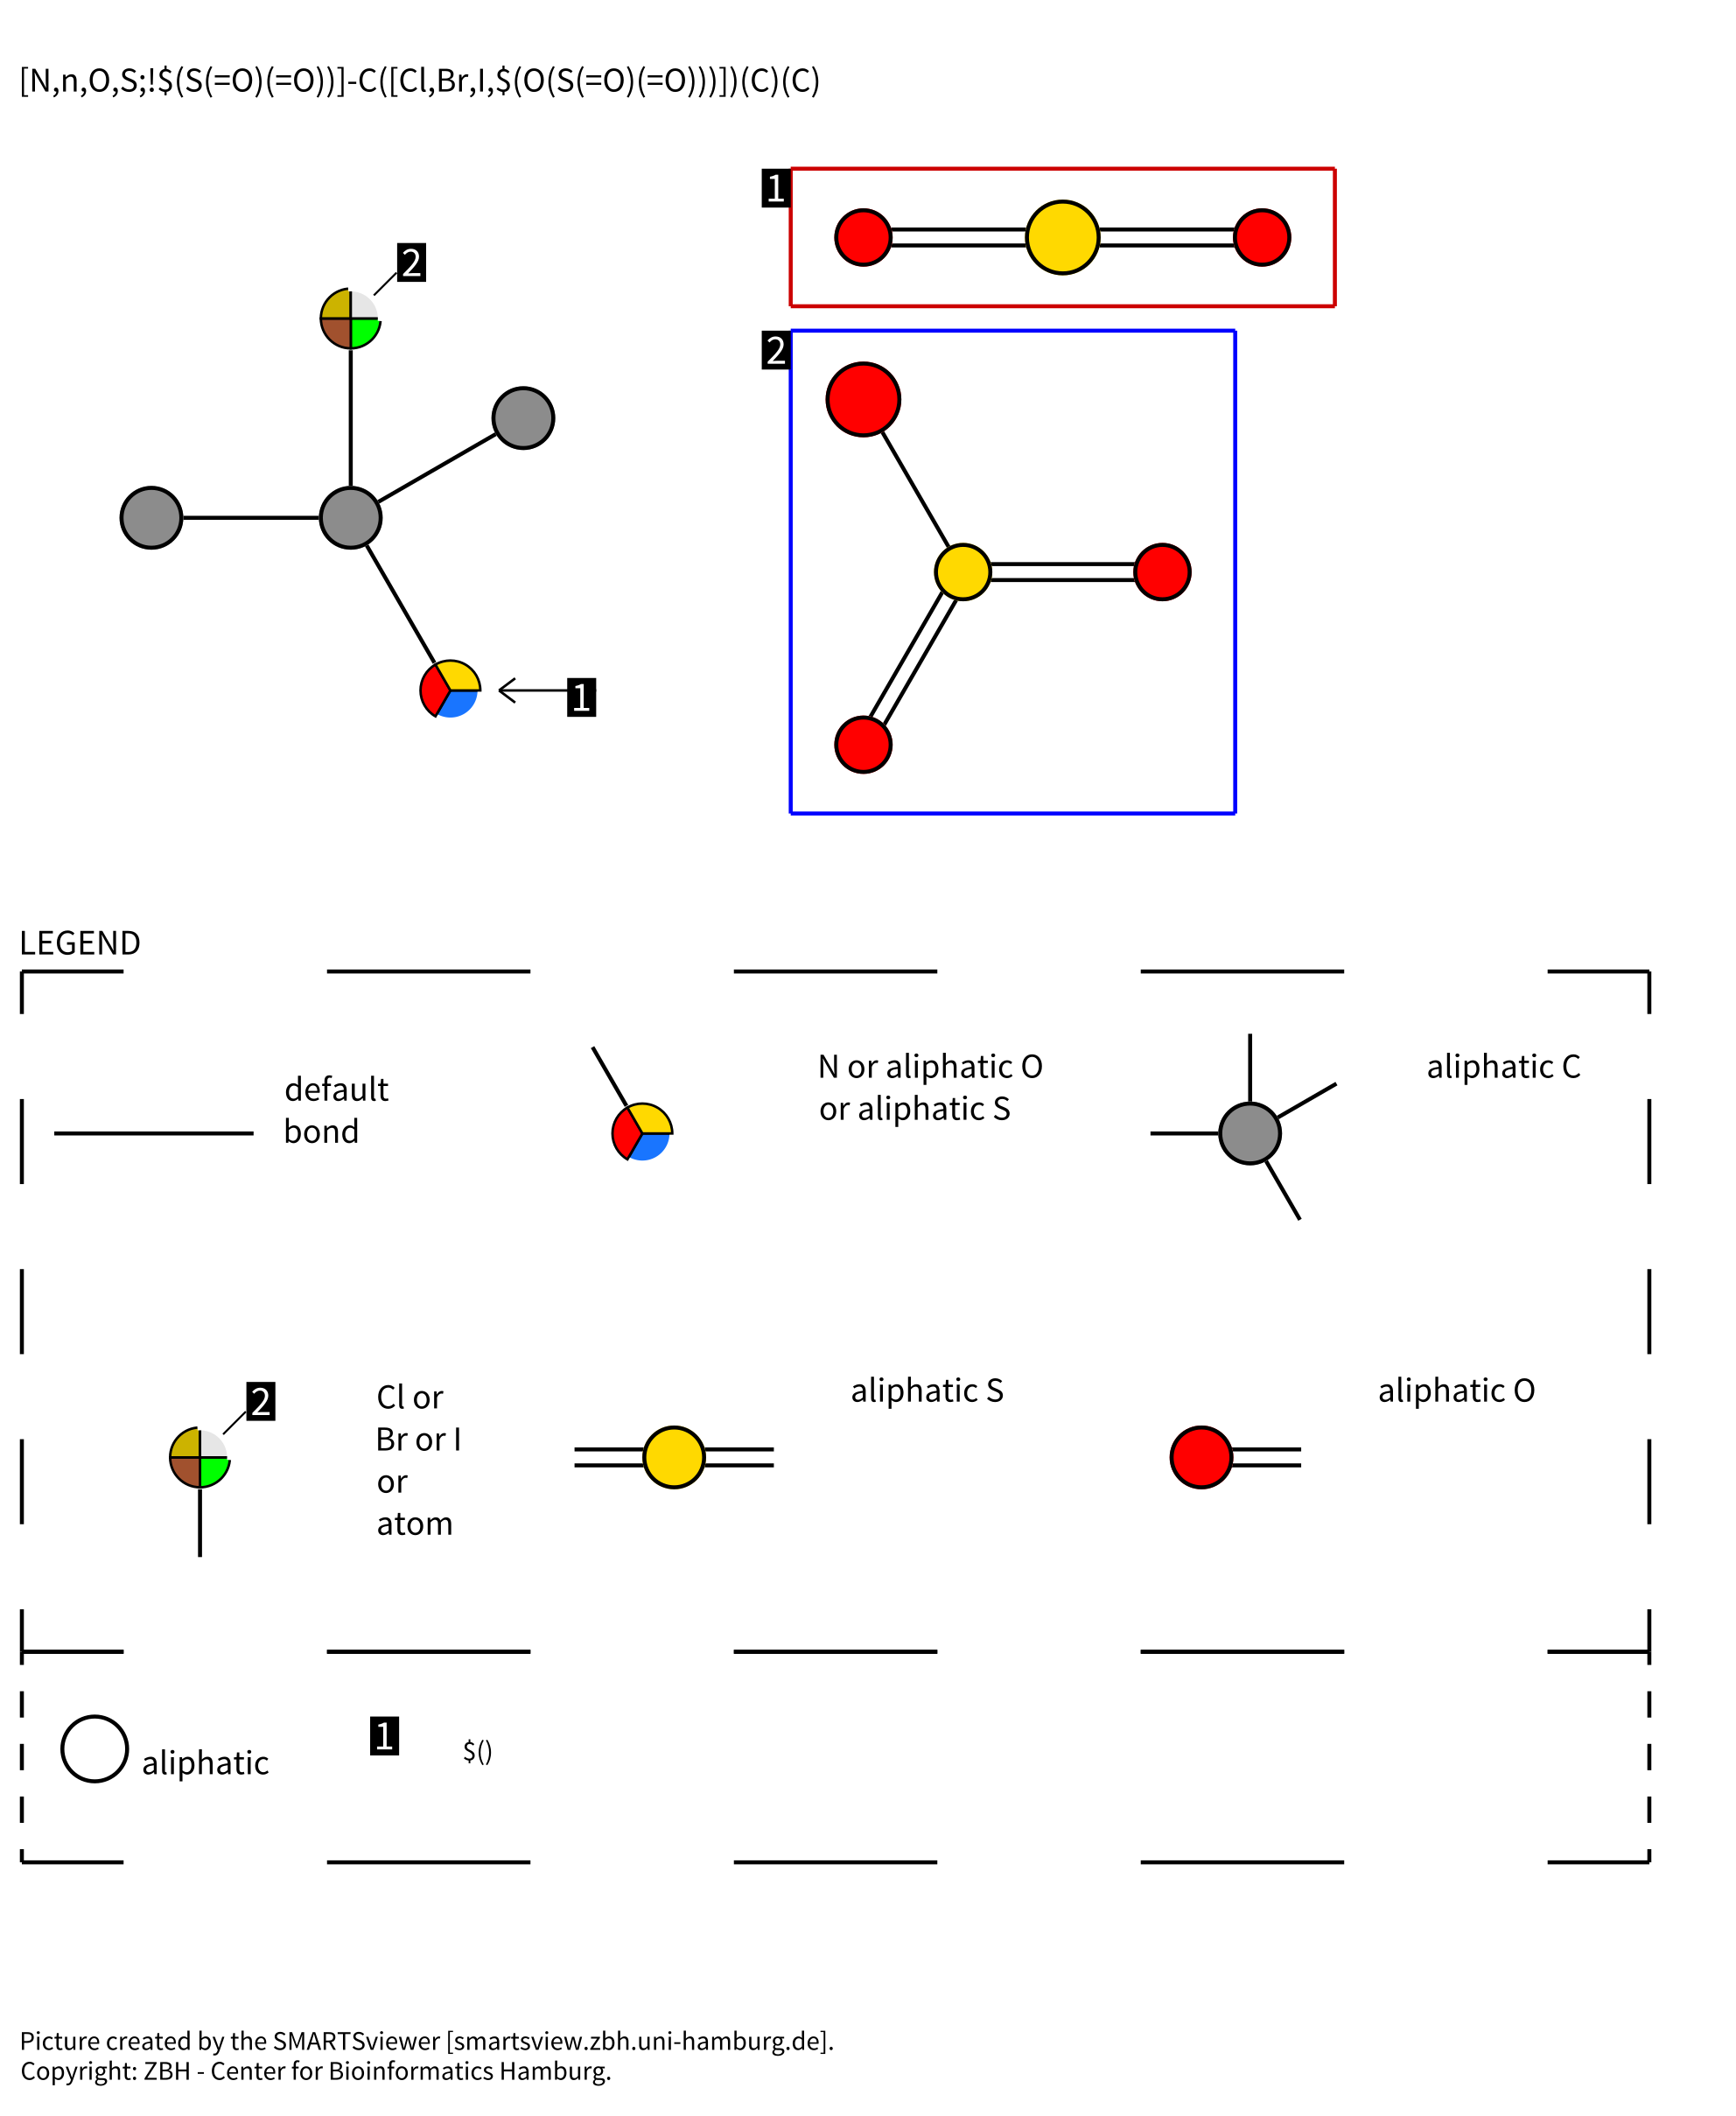 [N,n,O,S;!$(S(=O)(=O))]-C([Cl,Br,I,$(O(S(=O)(=O)))])(C)(C)
1
2
2
1
LEGEND
default
bond
N or aliphatic O
or aliphatic S
aliphatic C
2
Cl or
Br or I
or
atom
aliphatic S
aliphatic O
aliphatic
1
$()
Picture created by the SMARTSviewer [smartsview.zbh.uni-hamburg.de].
Copyright: ZBH - Center for Bioinformatics Hamburg.